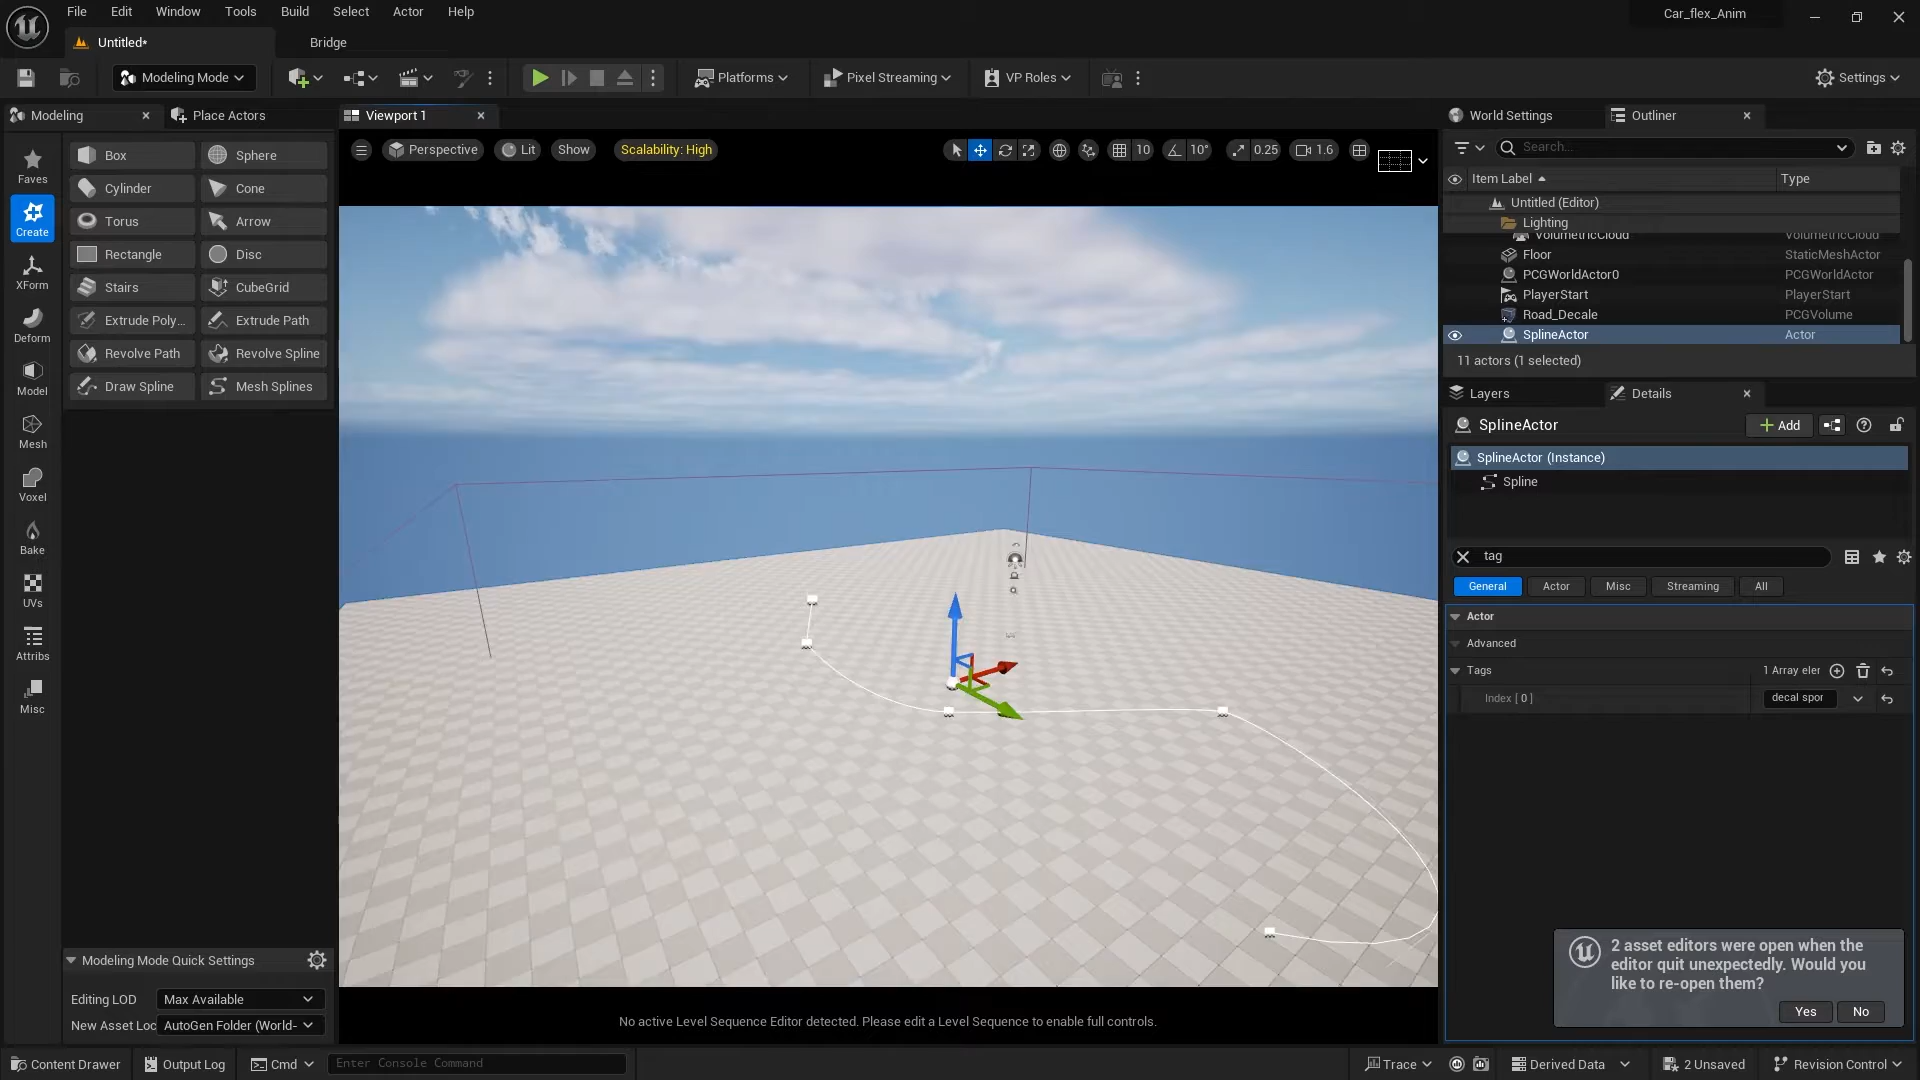 File Edit Window Tools Build Select Actor Help
Car_flex_Anim
Untitled*
Bridge
Modeling Mode
Platforms
Pixel Streaming
VP Roles
Settings
Modeling
Place Actors
Viewport 1
World Settings
Outliner
Perspective
Lit
Show
Scalability: High
10
10°
0.25
1.6
Search...
Item Label
Type
Untitled (Editor)
Lighting
VolumetricCloud VolumetricCloud
Floor StaticMeshActor
PCGWorldActor0 PCGWorldActor
PlayerStart PlayerStart
Road_Decale PCGVolume
SplineActor Actor
11 actors (1 selected)
Faves
Create
XForm
Deform
Model
Mesh
Voxel
Bake
UVs
Attribs
Misc
Box Sphere
Cylinder Cone
Torus Arrow
Rectangle Disc
Stairs CubeGrid
Extrude Poly... Extrude Path
Revolve Path Revolve Spline
Draw Spline Mesh Splines
Layers
Details
SplineActor
Add
SplineActor (Instance)
Spline
tag
General Actor Misc Streaming All
Actor
Advanced
Tags 1 Array eler
Index [ 0 ] decal spor
2 asset editors were open when the
editor quit unexpectedly. Would you
like to re-open them?
Yes No
Modeling Mode Quick Settings
Editing LOD Max Available
New Asset Loc AutoGen Folder (World-
No active Level Sequence Editor detected. Please edit a Level Sequence to enable full controls.
Content Drawer
Output Log
Cmd
Enter Console Command
Trace
Derived Data
2 Unsaved
Revision Control